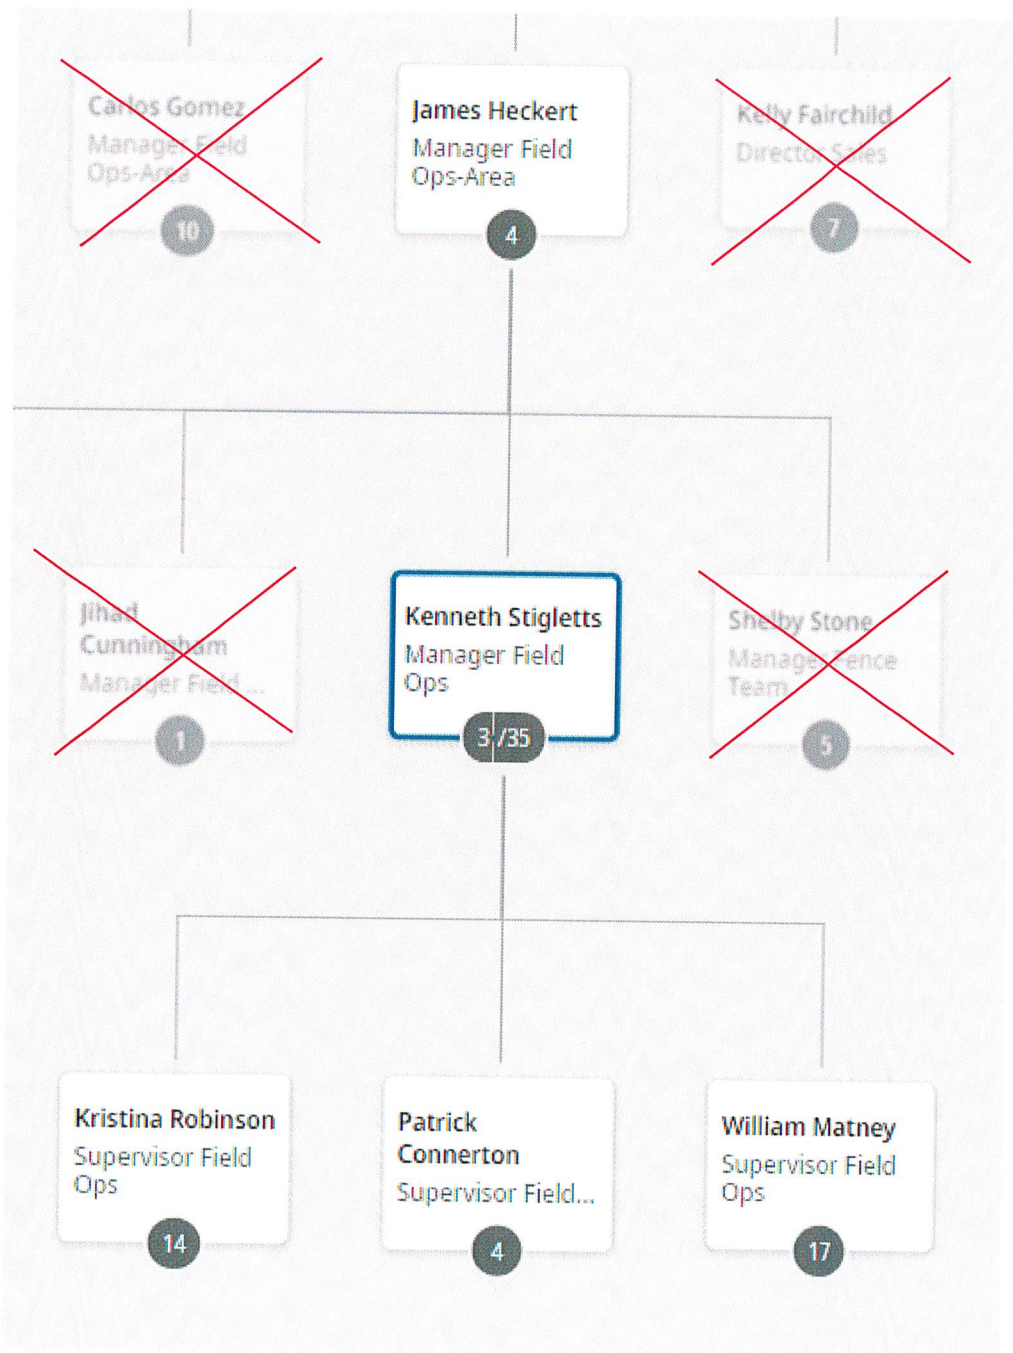 Carlos Gomez
Manager Field
Ops-Area
10
James Heckert
Manager Field
Ops-Area
4
Kelly Fairchild
Director Sales
7
Jihad
Cunningham
Manager Field ...
1
Kenneth Stigletts
Manager Field
Ops
3 /35
Shelby Stone
Manager Fence
Team
5
Kristina Robinson
Supervisor Field
Ops
14
Patrick
Connerton
Supervisor Field...
4
William Matney
Supervisor Field
Ops
17